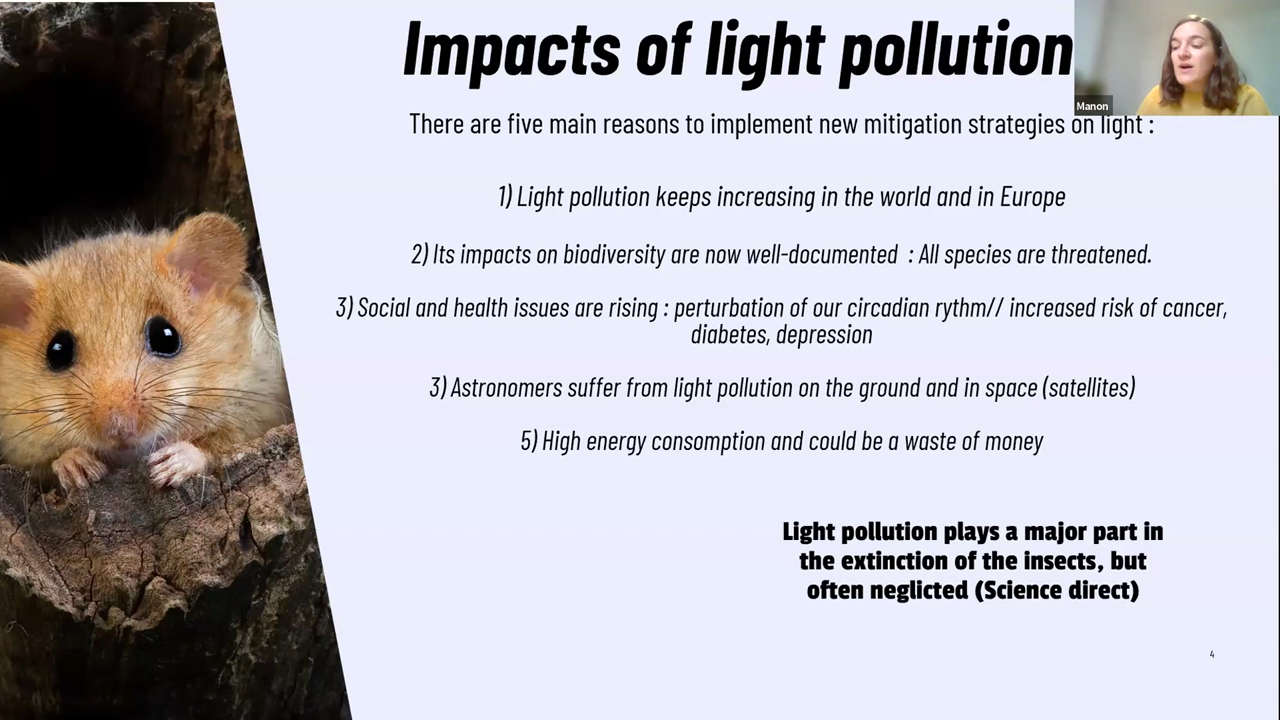 Impacts of light pollution
Manon
There are five main reasons to implement new mitigation strategies on light :
1) Light pollution keeps increasing in the world and in Europe
2) Its impacts on biodiversity are now well-documented : All species are threatened.
3) Social and health issues are rising : perturbation of our circadian rythm// increased risk of cancer,
diabetes, depression
3) Astronomers suffer from light pollution on the ground and in space (satellites)
5) High energy consomption and could be a waste of money
Light pollution plays a major part in
the extinction of the insects, but
often neglicted (Science direct)
4